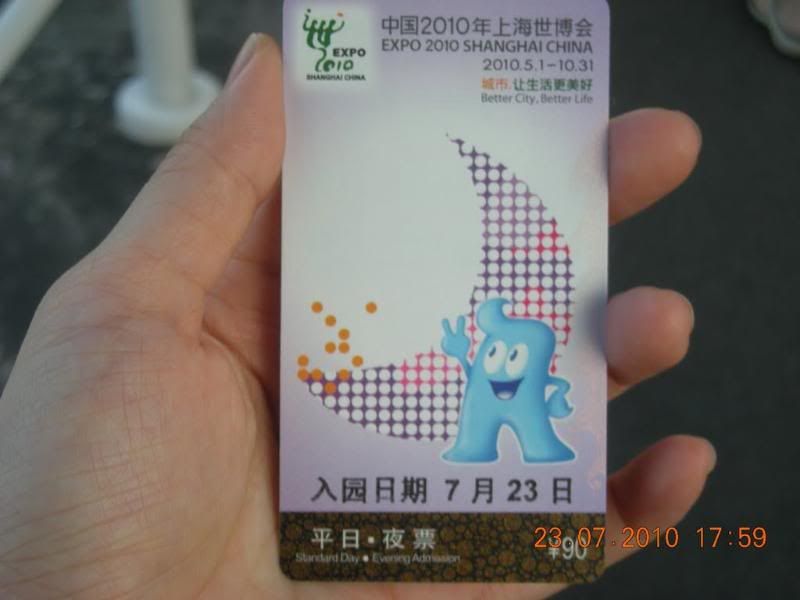 EXPO
2010
SHANGHAI CHINA
中国2010年上海世博会
EXPO 2010 SHANGHAI CHINA
2010.5.1－10.31
城市,让生活更美好
Better City, Better Life
入园日期 7 月 23 日
平日·夜票
Standard Day ● Evening Admission
¥90
23.07.2010 17:59